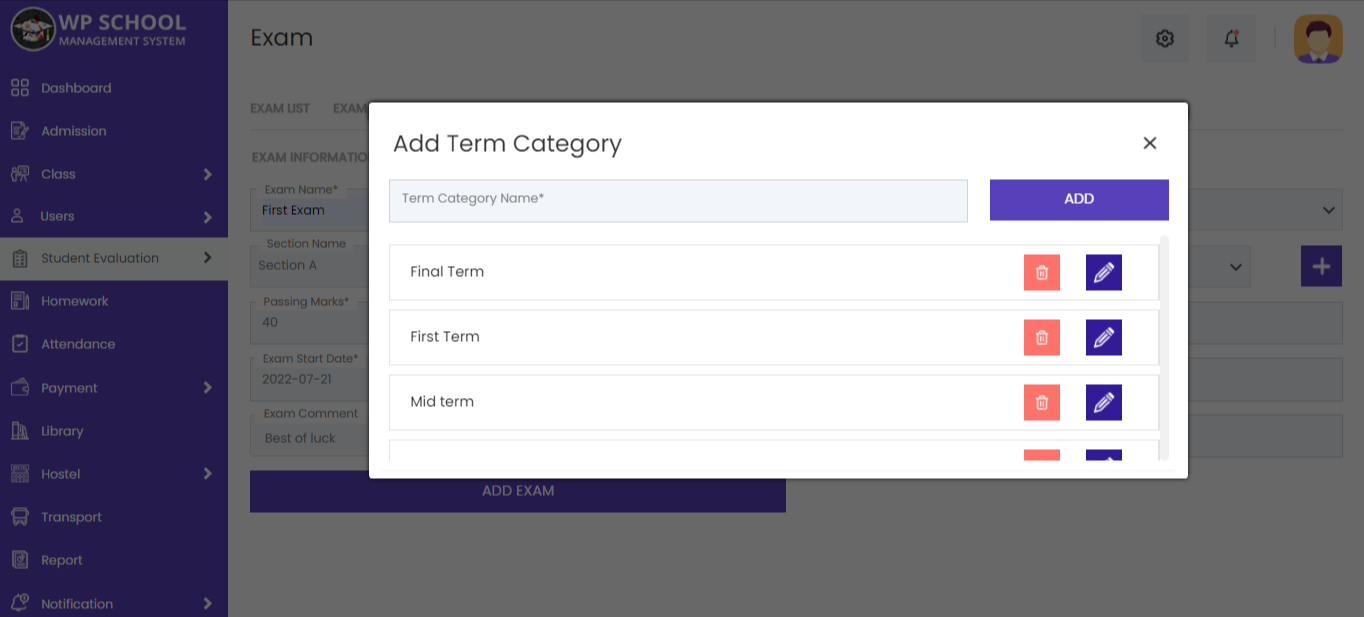 WP SCHOOL
MANAGEMENT SYSTEM
Dashboard
Admission
Class
Users
Student Evaluation
Homework
Attendance
Payment
Library
Hostel
Transport
Report
Notification
Exam
EXAM LIST
EXAM
EXAM INFORMATIO
Exam Name*
First Exam
Section Name
Section A
Passing Marks*
40
Exam Start Date*
2022-07-21
Exam Comment
Best of luck
ADD EXAM
Add Term Category
Term Category Name*
ADD
Final Term
First Term
Mid term